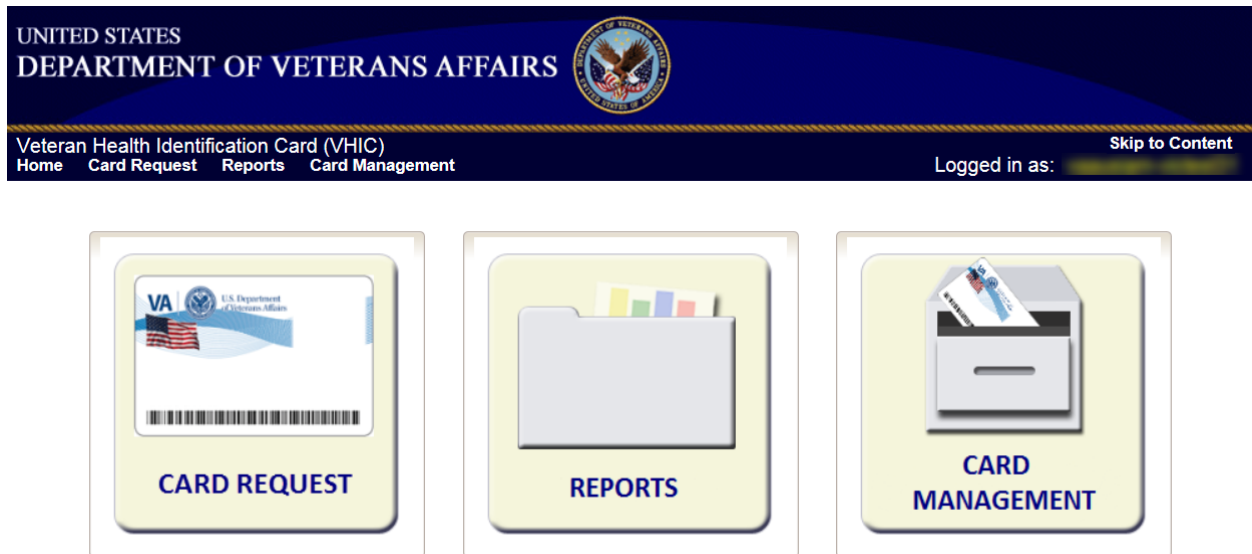 UNITED STATES
DEPARTMENT OF VETERANS AFFAIRS
Veteran Health Identification Card (VHIC)
Skip to Content
Home Card Request Reports Card Management
Logged in as:
VA
U.S. Department
of Veterans Affairs
CARD REQUEST
REPORTS
VA
CARD
MANAGEMENT